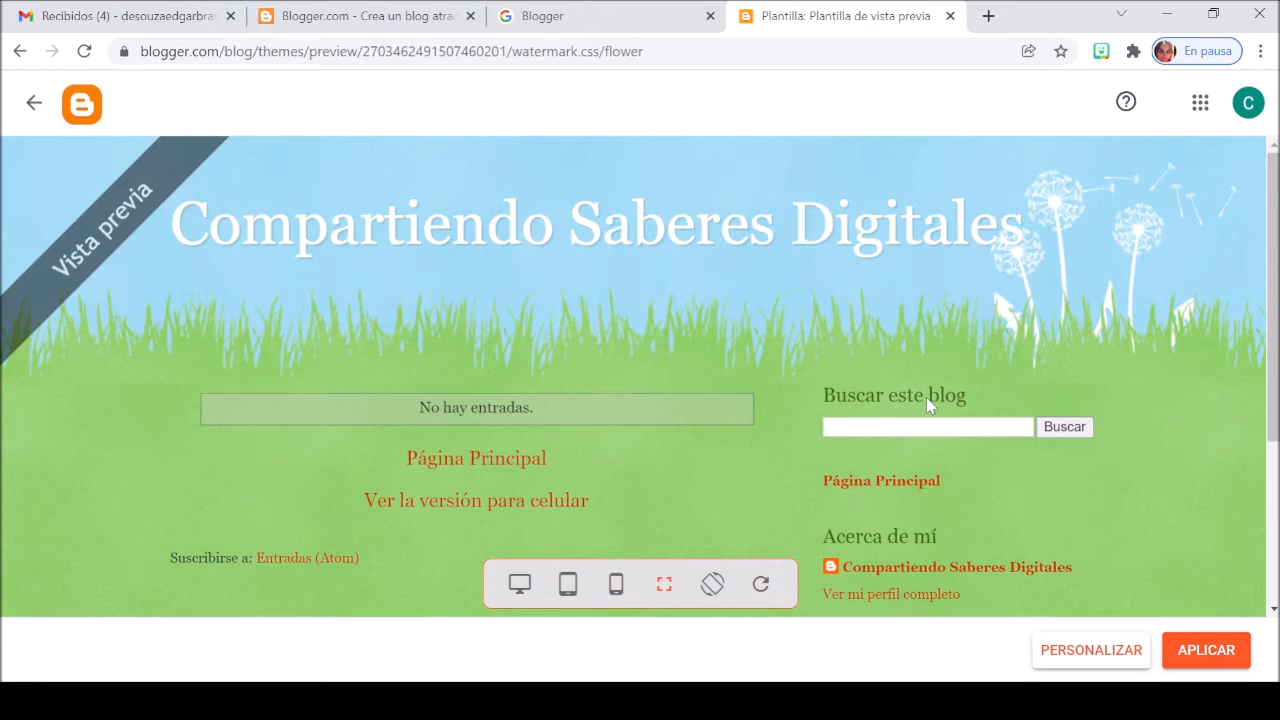 Recibidos (4) - desouzaedgarbras
Blogger.com - Crea un blog atrac
Blogger
Plantilla: Plantilla de vista previa
blogger.com/blog/themes/preview/2703462491507460201/watermark.css/flower
En pausa
C
Vista previa
Compartiendo Saberes Digitales
No hay entradas.
Página Principal
Ver la versión para celular
Suscribirse a: Entradas (Atom)
Buscar este blog
Buscar
Página Principal
Acerca de mí
Compartiendo Saberes Digitales
Ver mi perfil completo
PERSONALIZAR
APLICAR